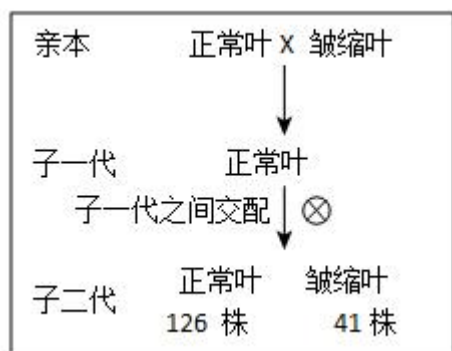 亲本 正常叶 X 皱缩叶
子一代 正常叶
子一代之间交配 ⊗
子二代 正常叶 皱缩叶
126 株 41 株